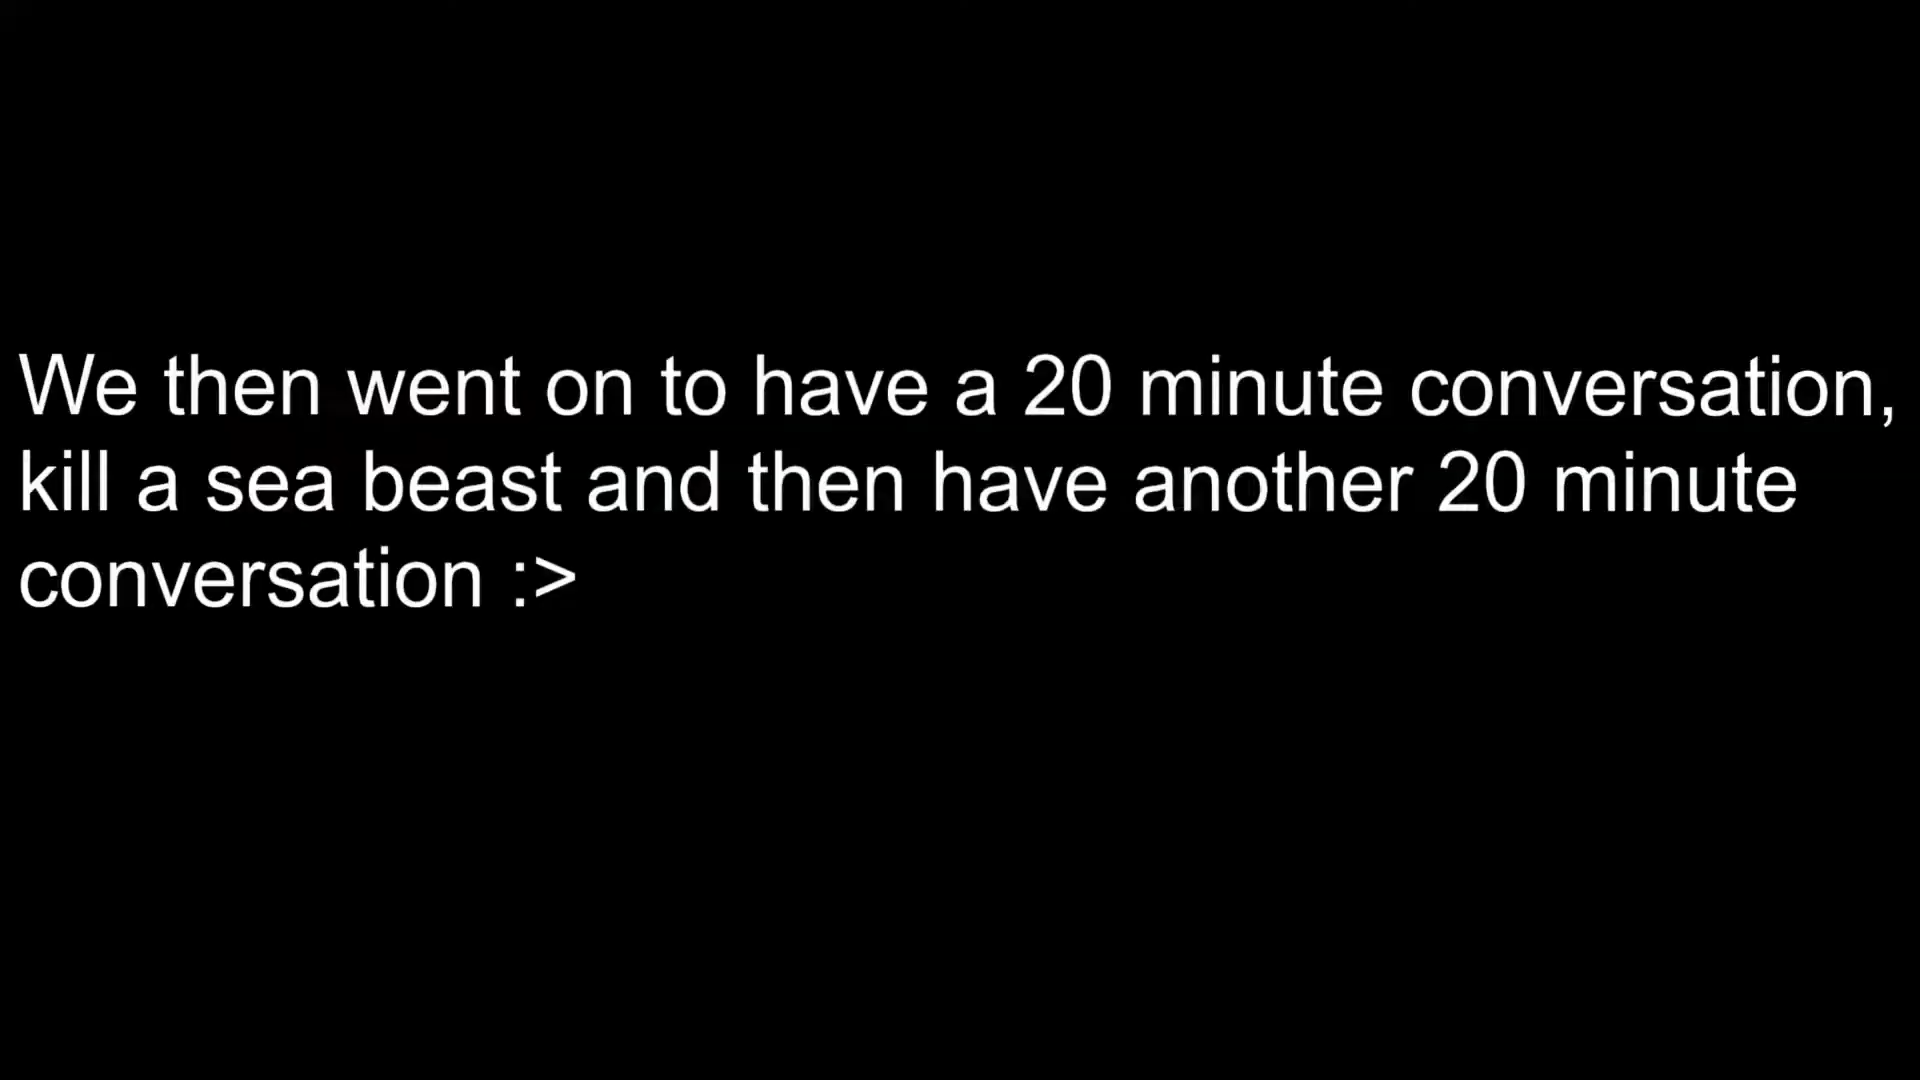 We then went on to have a 20 minute conversation,
kill a sea beast and then have another 20 minute
conversation :>